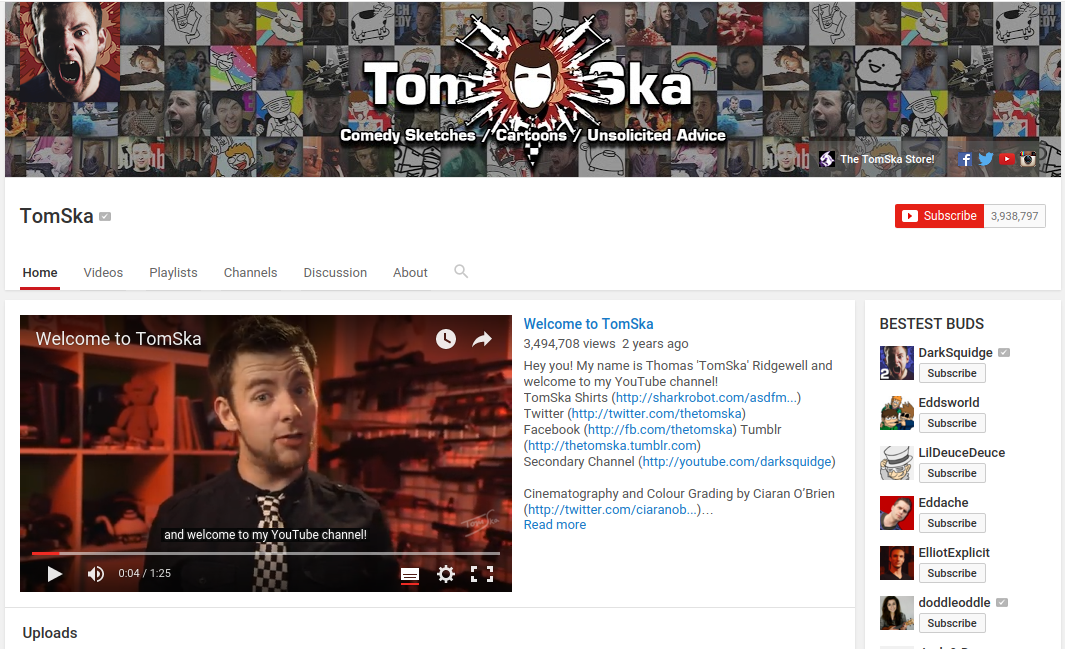 TomSka
Comedy Sketches / Cartoons / Unsolicited Advice
The TomSka Store!
TomSka
Subscribe 3,938,797
Home Videos Playlists Channels Discussion About
Welcome to TomSka
and welcome to my YouTube channel!
0:04 / 1:25
Welcome to TomSka
3,494,708 views 2 years ago
Hey you! My name is Thomas 'TomSka' Ridgewell and
welcome to my YouTube channel!
TomSka Shirts (http://sharkrobot.com/asdfm...)
Twitter (http://twitter.com/thetomska)
Facebook (http://fb.com/thetomska) Tumblr
(http://thetomska.tumblr.com)
Secondary Channel (http://youtube.com/darksquidge)
Cinematography and Colour Grading by Ciaran O'Brien
(http://twitter.com/ciaranob...)…
Read more
BESTEST BUDS
DarkSquidge
Subscribe
Eddsworld
Subscribe
LilDeuceDeuce
Subscribe
Eddache
Subscribe
ElliotExplicit
Subscribe
doddleoddle
Subscribe
Uploads